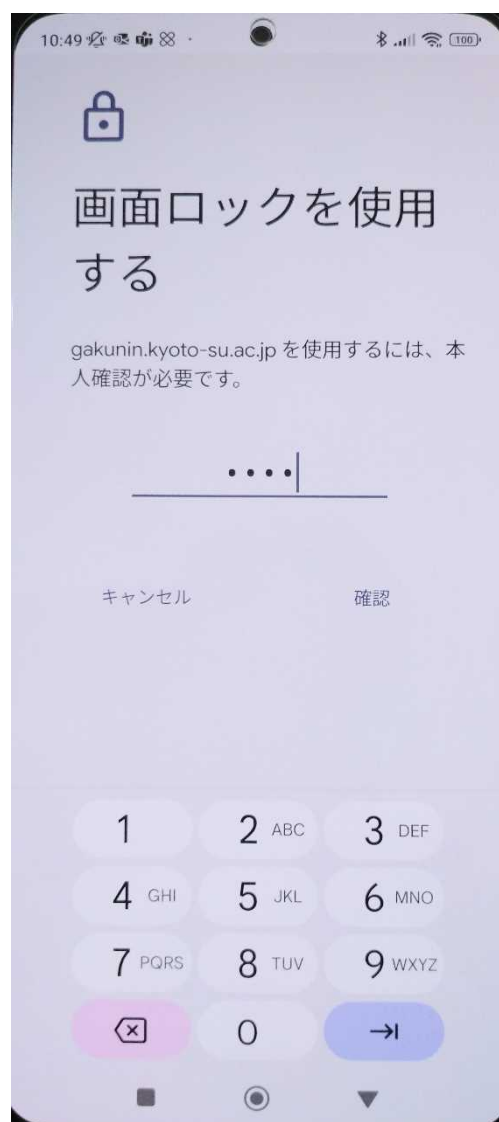 10:49
100
画面ロックを使用
する
gakunin.kyoto-su.ac.jp を使用するには、本
人確認が必要です。
••••
キャンセル 確認
1 2 ABC 3 DEF
4 GHI 5 JKL 6 MNO
7 PQRS 8 TUV 9 WXYZ
0